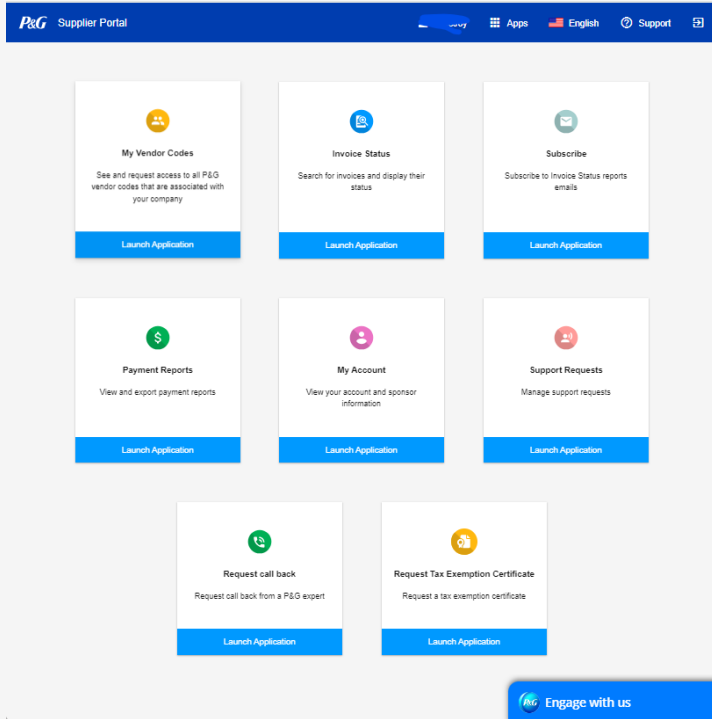 P&G Supplier Portal Apps English Support
My Vendor Codes
See and request access to all P&G
vendor codes that are associated with
your company
Launch Application
Invoice Status
Search for invoices and display their
status
Launch Application
Subscribe
Subscribe to Invoice Status reports
emails
Launch Application
Payment Reports
View and export payment reports
Launch Application
My Account
View your account and sponsor
information
Launch Application
Support Requests
Manage support requests
Launch Application
Request call back
Request call back from a P&G expert
Launch Application
Request Tax Exemption Certificate
Request a tax exemption certificate
Launch Application
P&G Engage with us